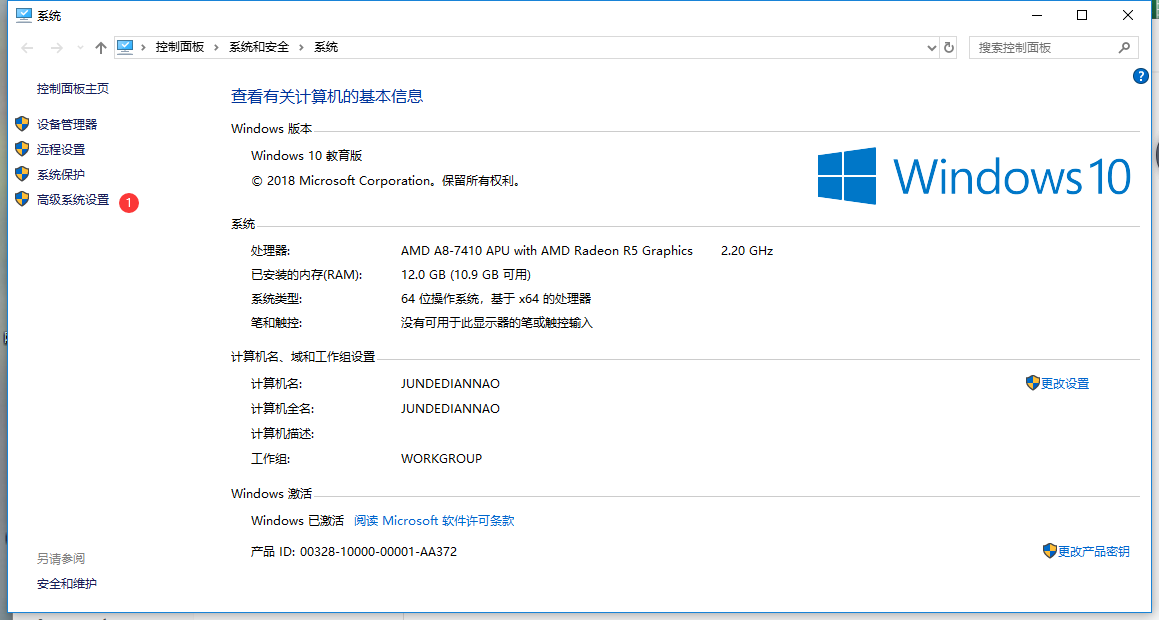 系统
控制面板 › 系统和安全 › 系统
搜索控制面板
?
控制面板主页
设备管理器
远程设置
系统保护
高级系统设置 1
查看有关计算机的基本信息
Windows 版本
Windows 10 教育版
© 2018 Microsoft Corporation。保留所有权利。
Windows 10
系统
处理器: AMD A8-7410 APU with AMD Radeon R5 Graphics 2.20 GHz
已安装的内存(RAM): 12.0 GB (10.9 GB 可用)
系统类型: 64 位操作系统，基于 x64 的处理器
笔和触控: 没有可用于此显示器的笔或触控输入
计算机名、域和工作组设置
计算机名: JUNDEDIANNAO 更改设置
计算机全名: JUNDEDIANNAO
计算机描述:
工作组: WORKGROUP
Windows 激活
Windows 已激活 阅读 Microsoft 软件许可条款
产品 ID: 00328-10000-00001-AA372 更改产品密钥
另请参阅
安全和维护